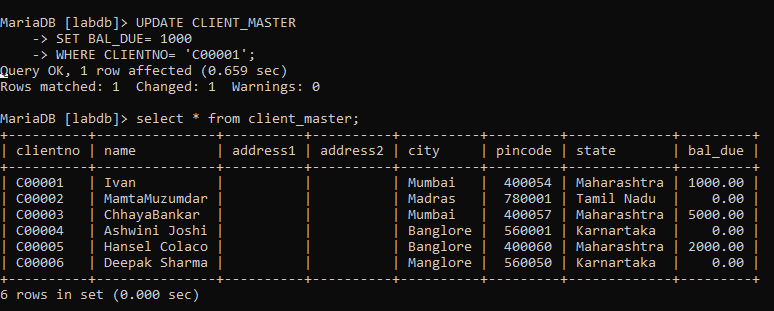 MariaDB [labdb]> UPDATE CLIENT_MASTER
    -> SET BAL_DUE= 1000
    -> WHERE CLIENTNO= 'C00001';
Query OK, 1 row affected (0.659 sec)
Rows matched: 1  Changed: 1  Warnings: 0

MariaDB [labdb]> select * from client_master;
+----------+---------------+----------+----------+----------+---------+-------------+---------+
| clientno | name          | address1 | address2 | city     | pincode | state       | bal_due |
+----------+---------------+----------+----------+----------+---------+-------------+---------+
| C00001   | Ivan          |          |          | Mumbai   |  400054 | Maharashtra | 1000.00 |
| C00002   | MamtaMuzumdar |          |          | Madras   |  780001 | Tamil Nadu  |    0.00 |
| C00003   | ChhayaBankar  |          |          | Mumbai   |  400057 | Maharashtra | 5000.00 |
| C00004   | Ashwini Joshi |          |          | Banglore |  560001 | Karnartaka  |    0.00 |
| C00005   | Hansel Colaco |          |          | Banglore |  400060 | Maharashtra | 2000.00 |
| C00006   | Deepak Sharma |          |          | Manglore |  560050 | Karnartaka  |    0.00 |
+----------+---------------+----------+----------+----------+---------+-------------+---------+
6 rows in set (0.000 sec)